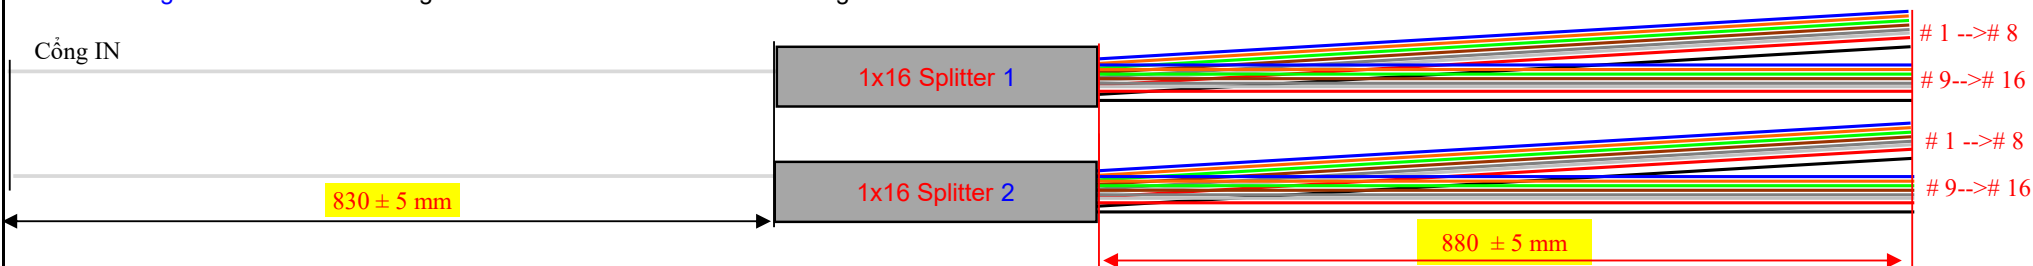 Cổng IN
1x16 Splitter 1
# 1 --># 8
# 9--># 16
1x16 Splitter 2
# 1 --># 8
# 9--># 16
830 ± 5 mm
880 ± 5 mm